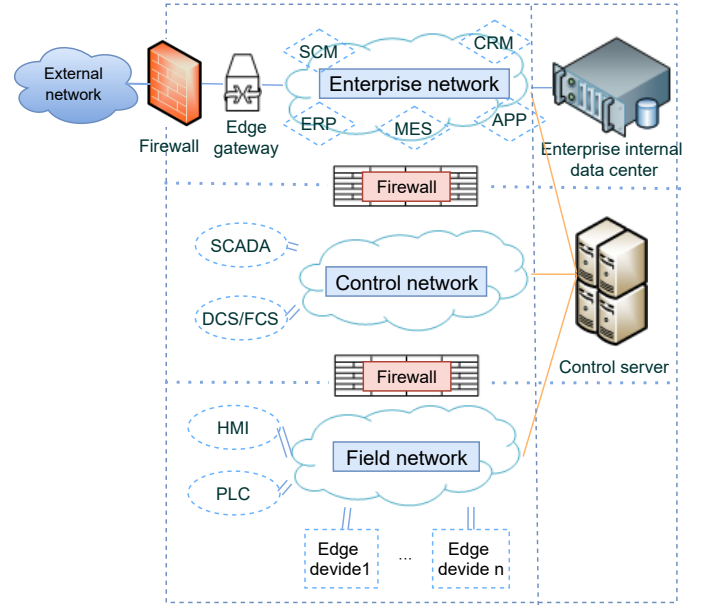 External
network
Firewall
Edge
gateway
SCM
CRM
Enterprise network
ERP
MES
APP
Enterprise internal
data center
Firewall
SCADA
Control network
DCS/FCS
Control server
Firewall
HMI
Field network
PLC
Edge
devide1
...
Edge
devide n